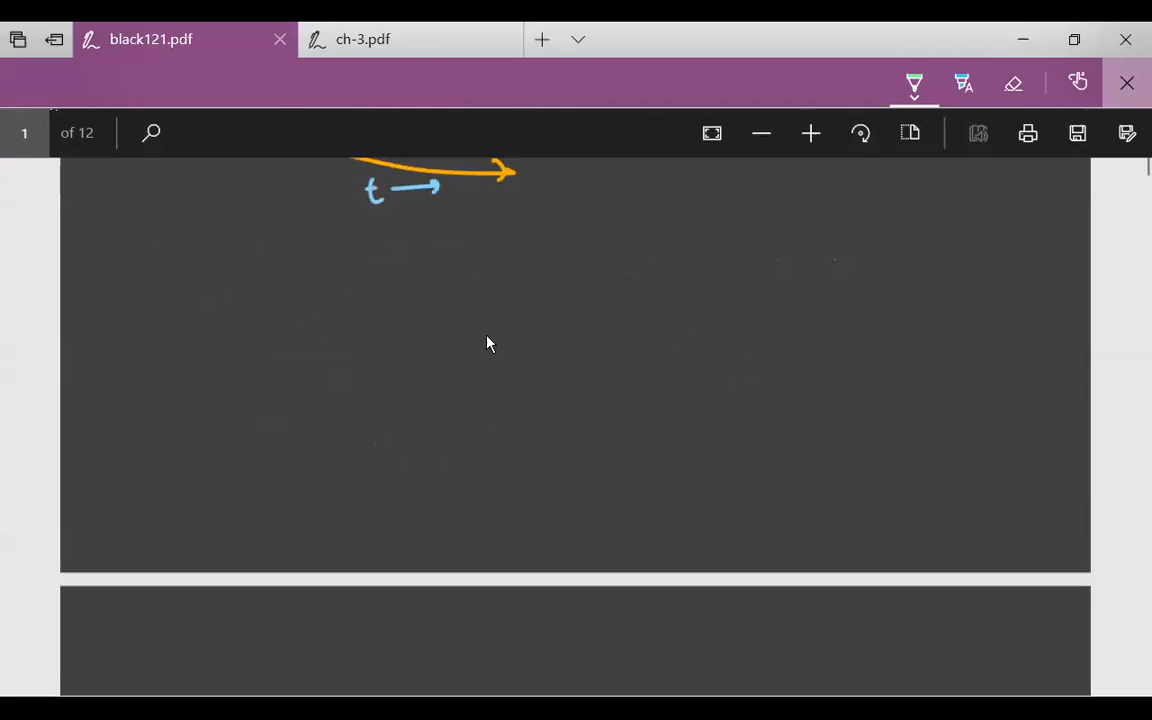 black121.pdf
ch-3.pdf
1 of 12
t →